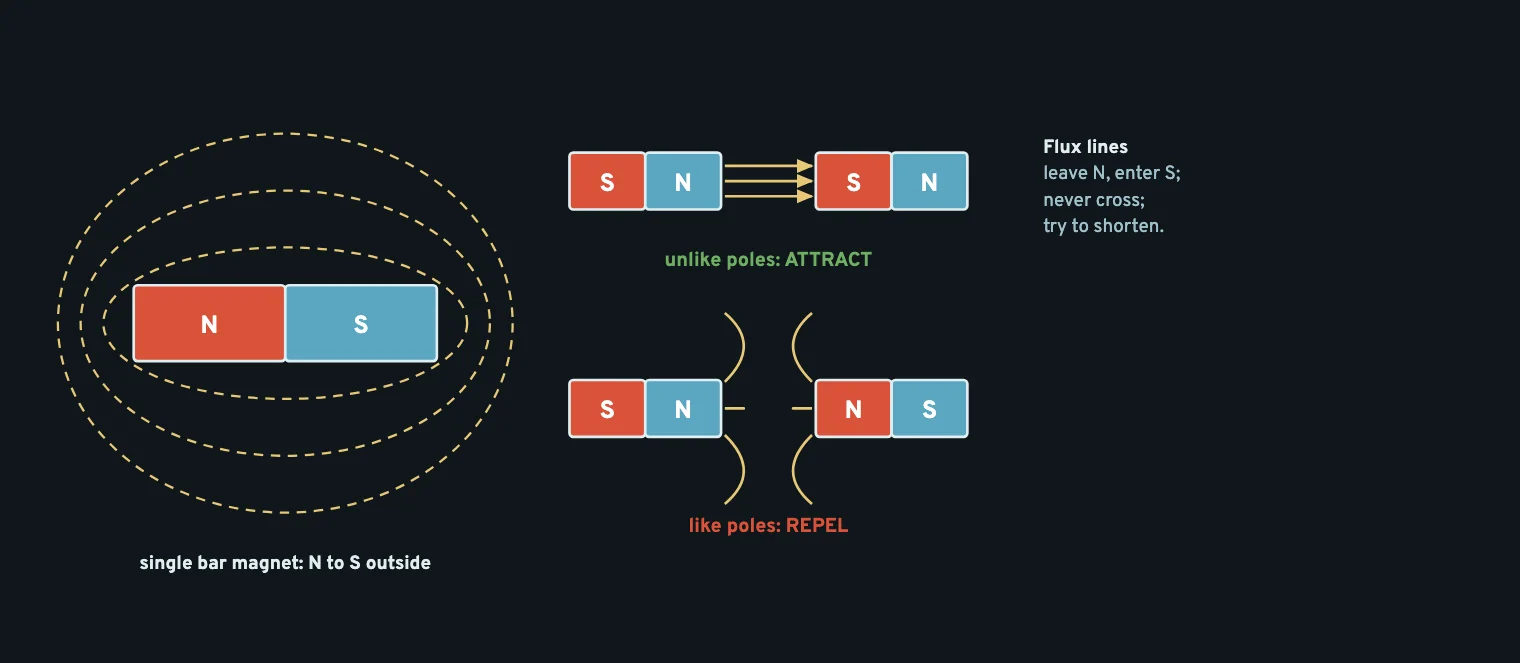 N S
single bar magnet: N to S outside
S N S N
unlike poles: ATTRACT
S N N S
like poles: REPEL
Flux lines
leave N, enter S;
never cross;
try to shorten.